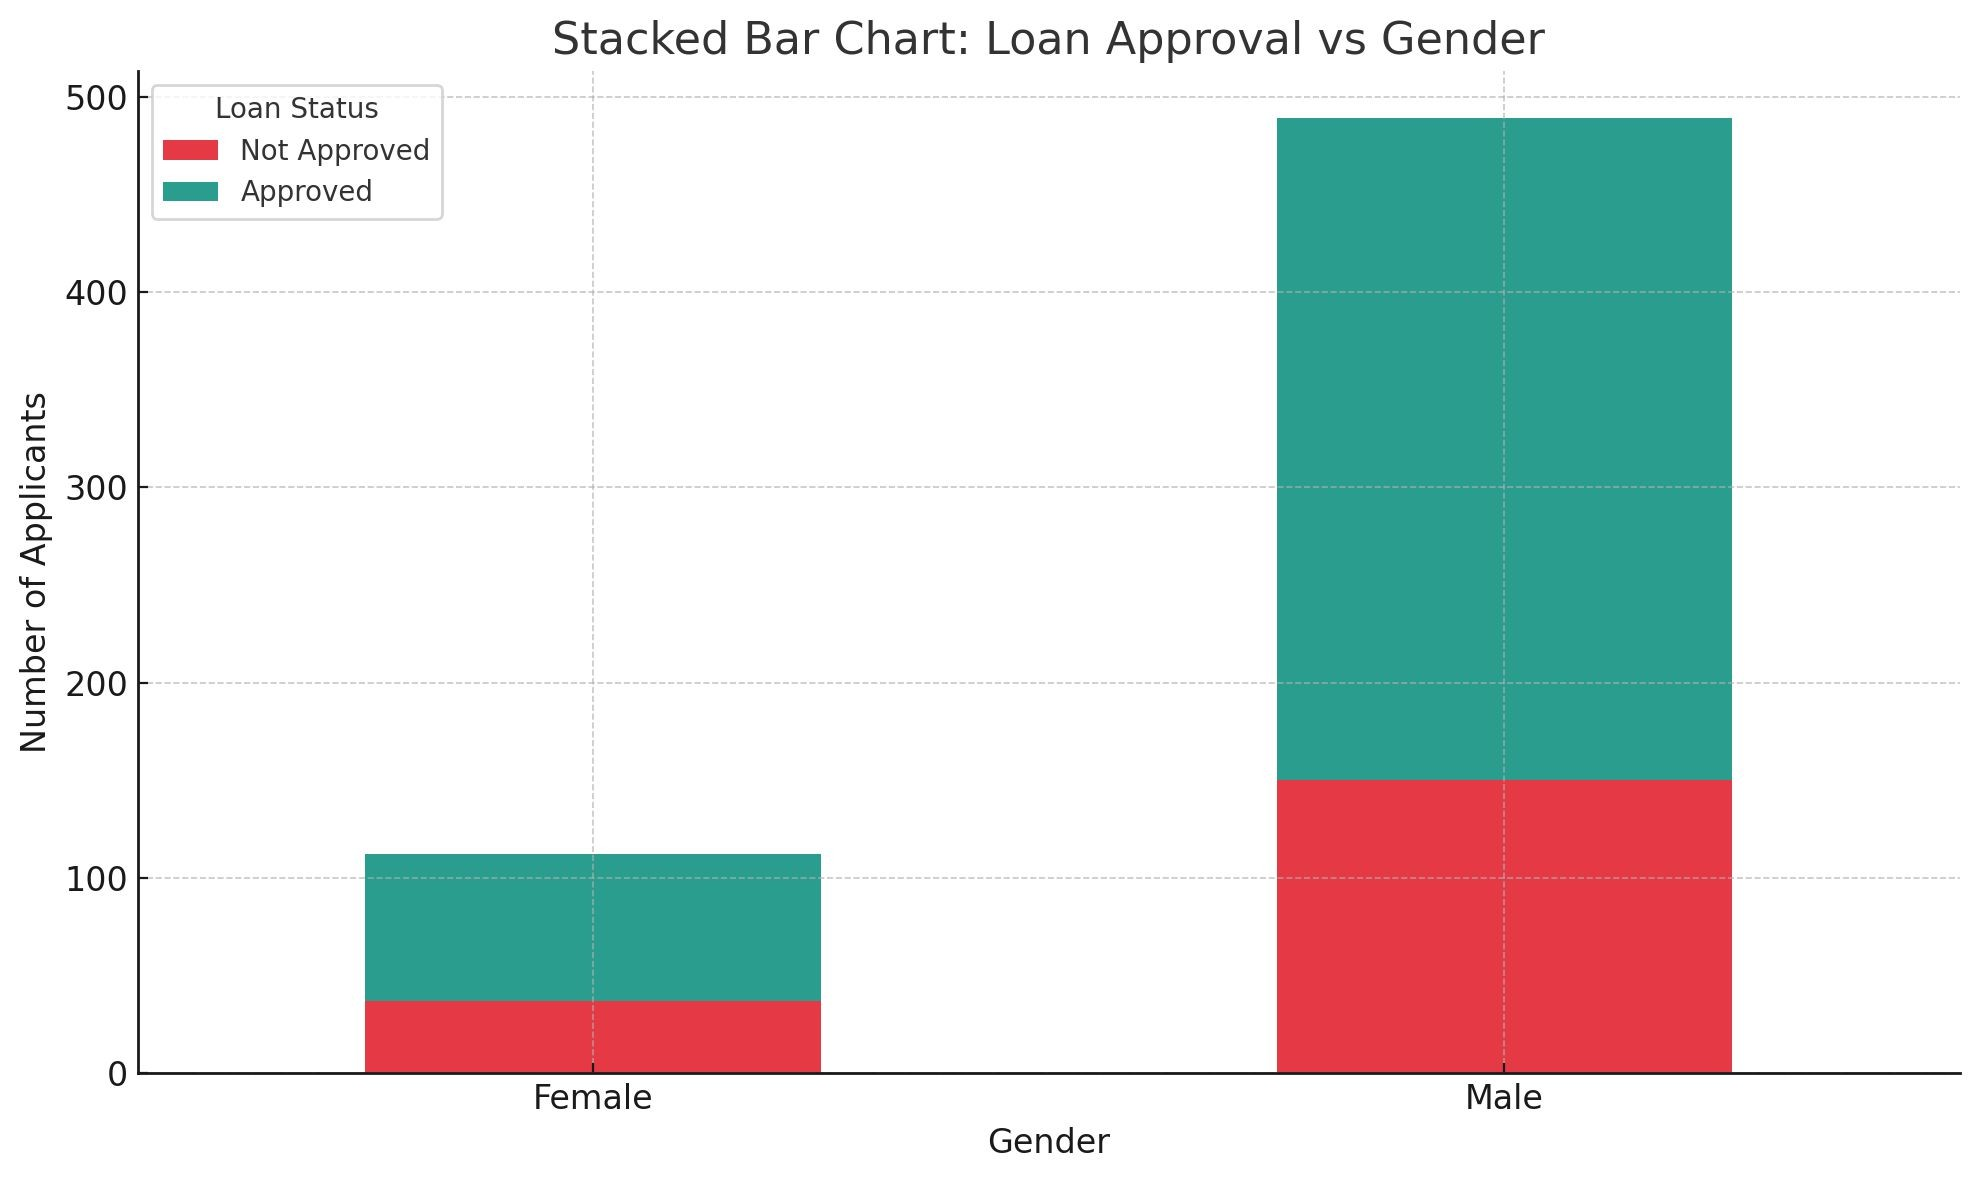 Stacked Bar Chart: Loan Approval vs Gender
Loan Status
Not Approved
Approved
Number of Applicants
500
400
300
200
100
0
Female
Male
Gender